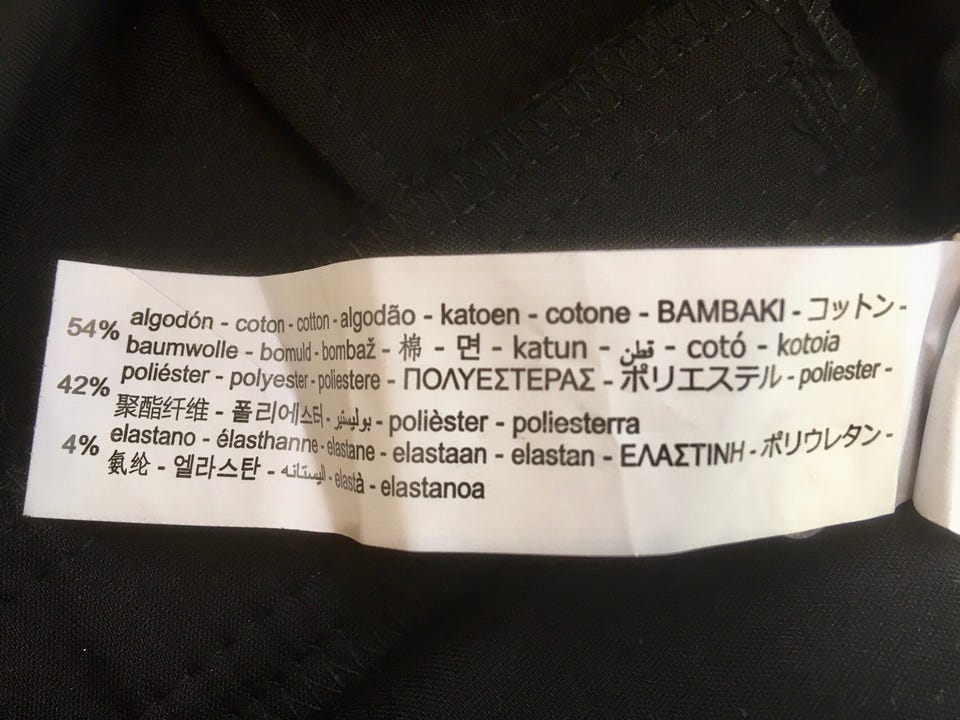 54% algodón - coton - cotton - algodão - katoen - cotone - BAMBAKI - コットン -
baumwolle - bomuld - bombaž - 棉 - 면 - katun - قطن - cotó - kotoia
42% poliéster - polyester - poliestere - ΠΟΛΥΕΣΤΕΡΑΣ - ポリエステル - poliester -
聚酯纤维 - 폴리에스터 - بوليستير - polièster - poliesterra
4% elastano - élasthanne - elastane - elastaan - elastan - ΕΛΑΣΤΙΝΗ - ポリウレタン -
氨纶 - 엘라스탄 - اليستانه - elastà - elastanoa